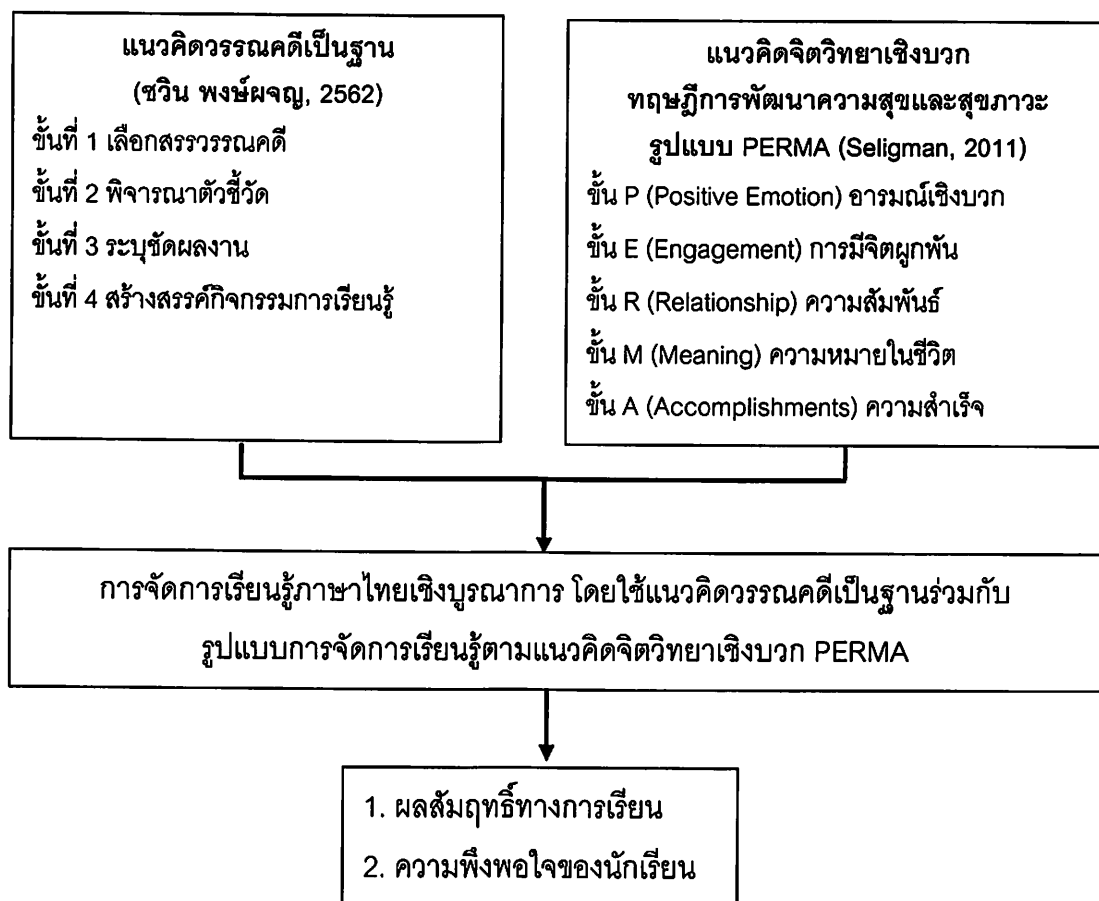 แนวคิดวรรณคดีเป็นฐาน
(ชวิน พงษ์ผจญ, 2562)
ขั้นที่ 1 เลือกสรรวรรณคดี
ขั้นที่ 2 พิจารณาตัวชี้วัด
ขั้นที่ 3 ระบุชัดผลงาน
ขั้นที่ 4 สร้างสรรค์กิจกรรมการเรียนรู้
แนวคิดจิตวิทยาเชิงบวก
ทฤษฎีการพัฒนาความสุขและสุขภาวะ
รูปแบบ PERMA (Seligman, 2011)
ขั้น P (Positive Emotion) อารมณ์เชิงบวก
ขั้น E (Engagement) การมีจิตผูกพัน
ขั้น R (Relationship) ความสัมพันธ์
ขั้น M (Meaning) ความหมายในชีวิต
ขั้น A (Accomplishments) ความสำเร็จ
การจัดการเรียนรู้ภาษาไทยเชิงบูรณาการ โดยใช้แนวคิดวรรณคดีเป็นฐานร่วมกับ
รูปแบบการจัดการเรียนรู้ตามแนวคิดจิตวิทยาเชิงบวก PERMA
1. ผลสัมฤทธิ์ทางการเรียน
2. ความพึงพอใจของนักเรียน